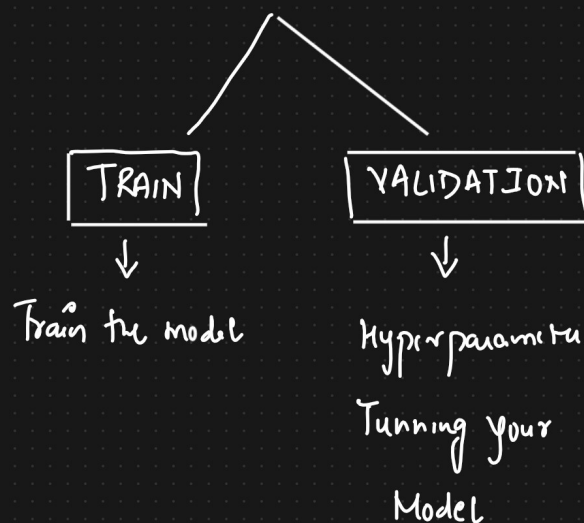 TRAIN
VALIDATION
Train the model
Hyperparameter
Tunning your
Model